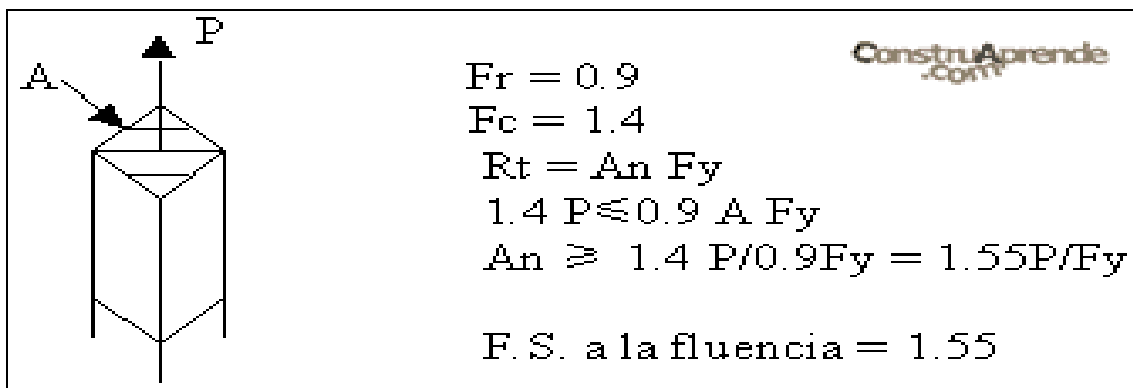 P
A
ConstruAprende
.com
Fr = 0.9
Fc = 1.4
Rt = An Fy
1.4 P≤0.9 A Fy
An ≥ 1.4 P/0.9Fy = 1.55P/Fy
F.S. a la fluencia = 1.55